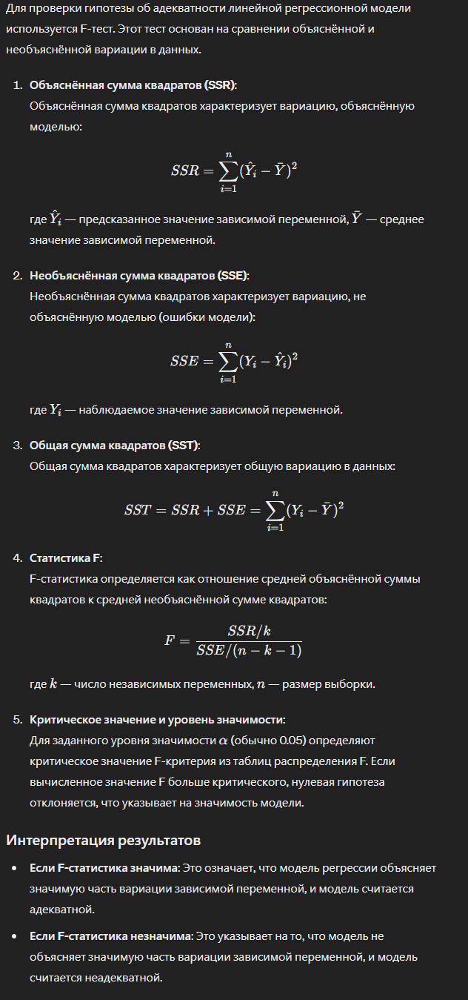 Для проверки гипотезы об адекватности линейной регрессионной модели
используется F-тест. Этот тест основан на сравнении объяснённой и
необъяснённой вариации в данных.
1. Объяснённая сумма квадратов (SSR):
Объяснённая сумма квадратов характеризует вариацию, объяснённую
моделью:
$SSR = \sum_{i=1}^{n} (\hat{Y}_i - \bar{Y})^2$
где $\hat{Y}_i$ — предсказанное значение зависимой переменной, $\bar{Y}$ — среднее
значение зависимой переменной.
2. Необъяснённая сумма квадратов (SSE):
Необъяснённая сумма квадратов характеризует вариацию, не
объяснённую моделью (ошибки модели):
$SSE = \sum_{i=1}^{n} (Y_i - \hat{Y}_i)^2$
где $Y_i$ — наблюдаемое значение зависимой переменной.
3. Общая сумма квадратов (SST):
Общая сумма квадратов характеризует общую вариацию в данных:
$SST = SSR + SSE = \sum_{i=1}^{n} (Y_i - \bar{Y})^2$
4. Статистика F:
F-статистика определяется как отношение средней объяснённой суммы
квадратов к средней необъяснённой сумме квадратов:
$F = \frac{SSR/k}{SSE/(n - k - 1)}$
где $k$ — число независимых переменных, $n$ — размер выборки.
5. Критическое значение и уровень значимости:
Для заданного уровня значимости $\alpha$ (обычно 0.05) определяют
критическое значение F-критерия из таблиц распределения F. Если
вычисленное значение F больше критического, нулевая гипотеза
отклоняется, что указывает на значимость модели.
Интерпретация результатов
• Если F-статистика значима: Это означает, что модель регрессии объясняет
значимую часть вариации зависимой переменной, и модель считается
адекватной.
• Если F-статистика незначима: Это указывает на то, что модель не
объясняет значимую часть вариации зависимой переменной, и модель
считается неадекватной.